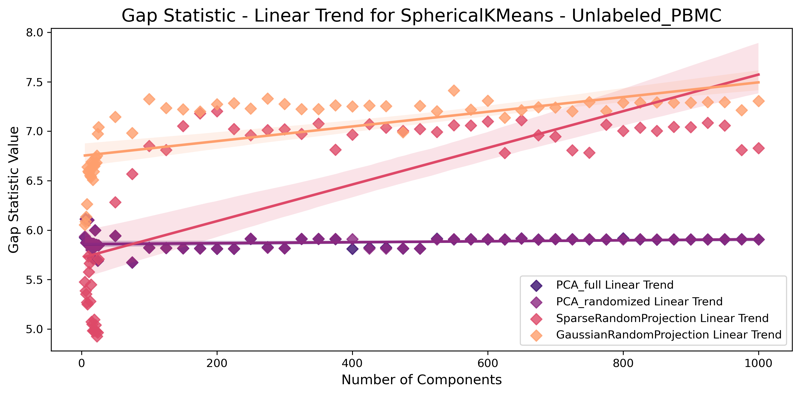 Gap Statistic - Linear Trend for SphericalKMeans - Unlabeled_PBMC
Gap Statistic Value
8.0
7.5
7.0
6.5
6.0
5.5
5.0
PCA_full Linear Trend
PCA_randomized Linear Trend
SparseRandomProjection Linear Trend
GaussianRandomProjection Linear Trend
0 200 400 600 800 1000
Number of Components